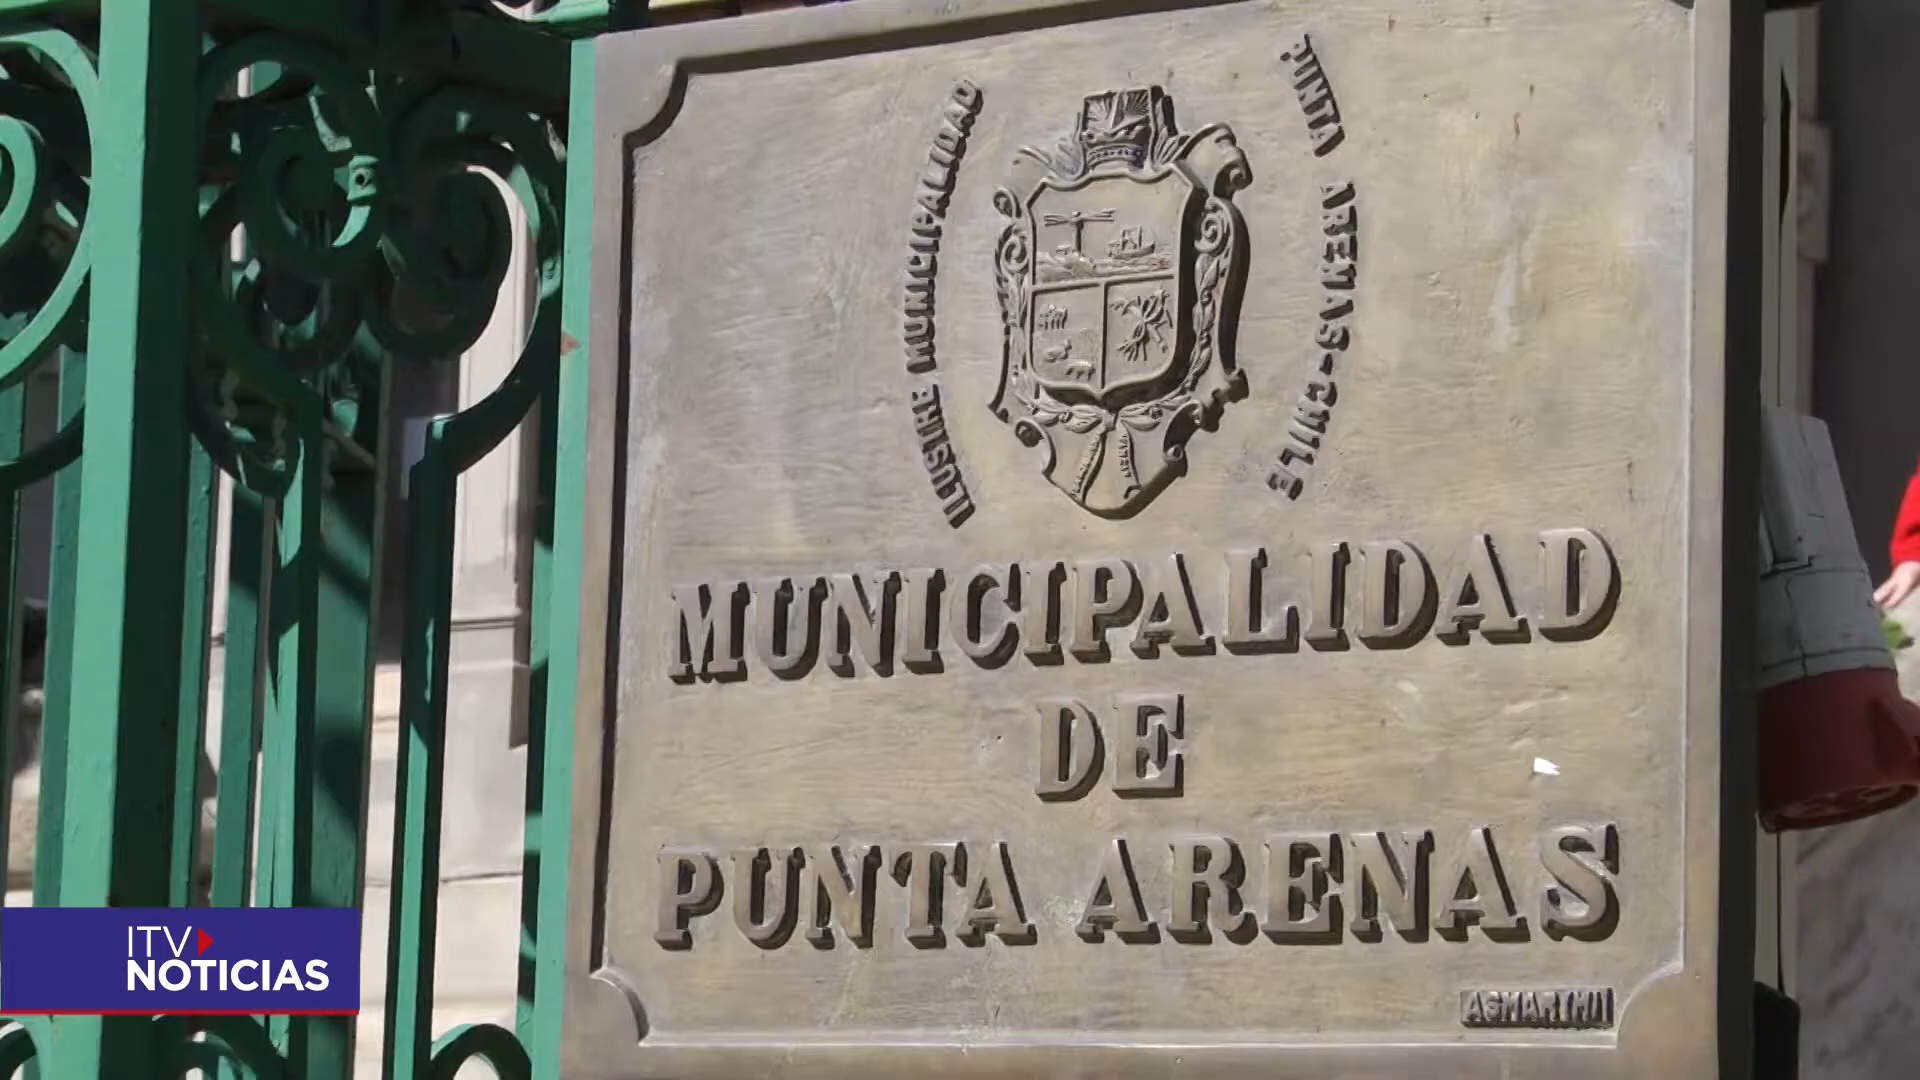 ILUSTRE MUNICIPALIDAD
PUNTA ARENAS-CHILE
MUNICIPALIDAD
DE
PUNTA ARENAS
ITV
NOTICIAS